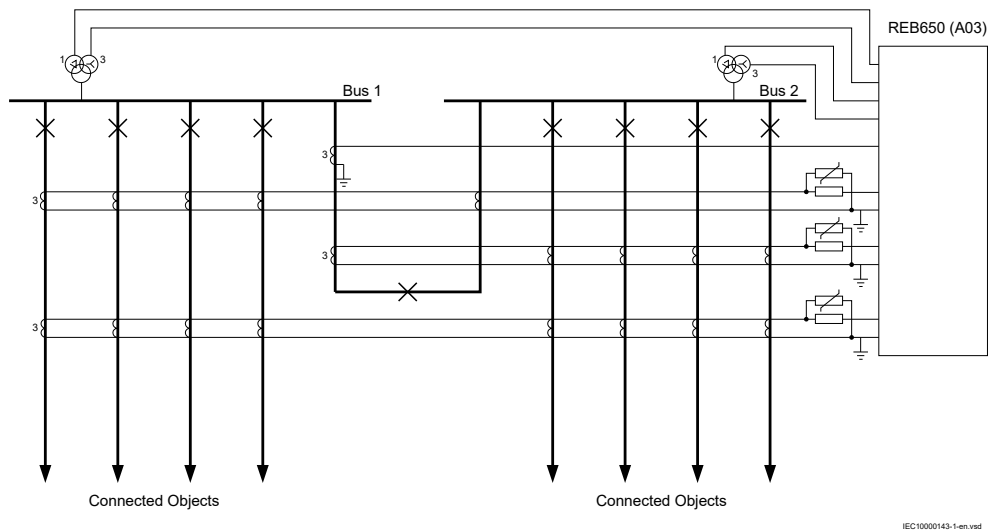 REB650 (A03)
1
3
1
3
Bus 1
Bus 2
3
3
3
3
Connected Objects
Connected Objects
IEC10000143-1-en.vsd